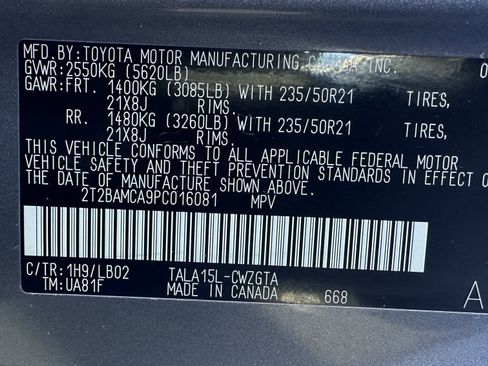 MFD.BY:TOYOTA MOTOR MANUFACTURING CANADA INC. 0
GVWR:2550KG (5620LB)
GAWR:FRT. 1400KG (3085LB) WITH 235/50R21 TIRES,
21X8J RIMS.
RR. 1480KG (3260LB) WITH 235/50R21 TIRES,
21X8J RIMS.
THIS VEHICLE CONFORMS TO ALL APPLICABLE FEDERAL MOTOR
VEHICLE SAFETY AND THEFT PREVENTION STANDARDS IN EFFECT
THE DATE OF MANUFACTURE SHOWN ABOVE.
2T2BAMCA9PC016081 MPV
C/TR:1H9/LB02 TALA15L-CWZGTA A
TM:UA81F MADE IN CANADA 668